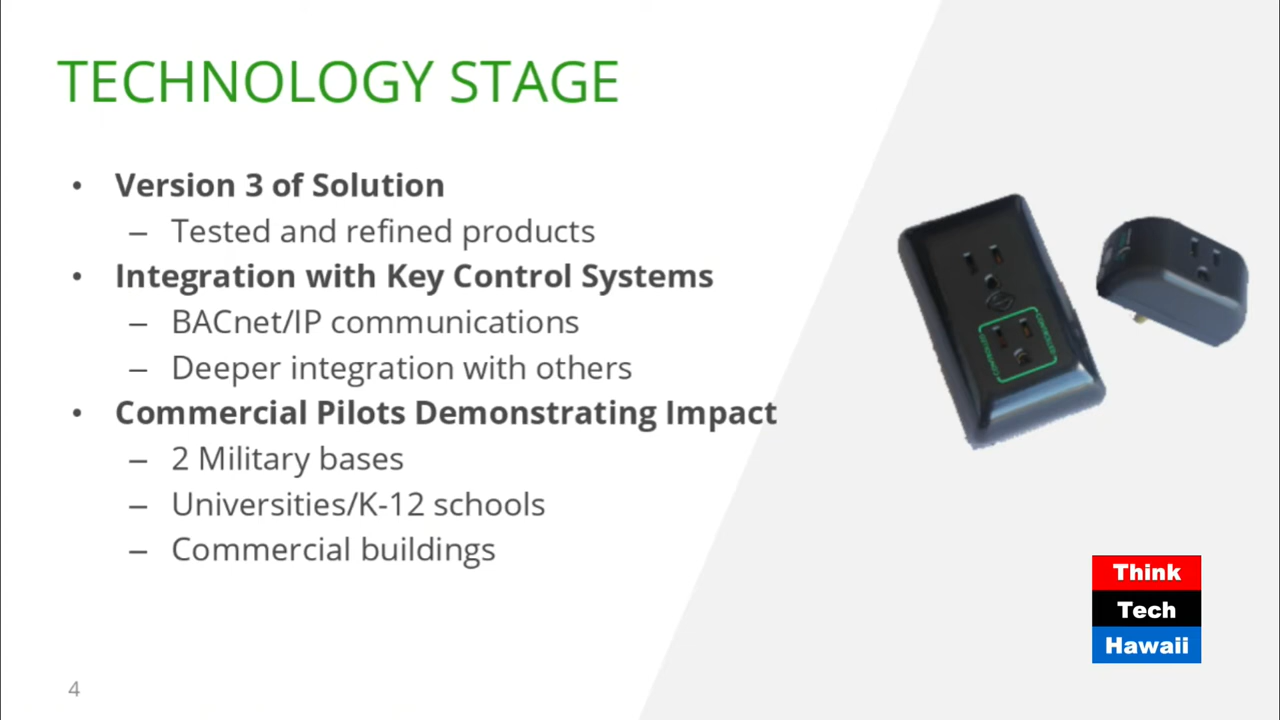 TECHNOLOGY STAGE
• Version 3 of Solution
– Tested and refined products
• Integration with Key Control Systems
– BACnet/IP communications
– Deeper integration with others
• Commercial Pilots Demonstrating Impact
– 2 Military bases
– Universities/K-12 schools
– Commercial buildings
CONTROLLED
CONTROLLED
Think
Tech
Hawaii
4